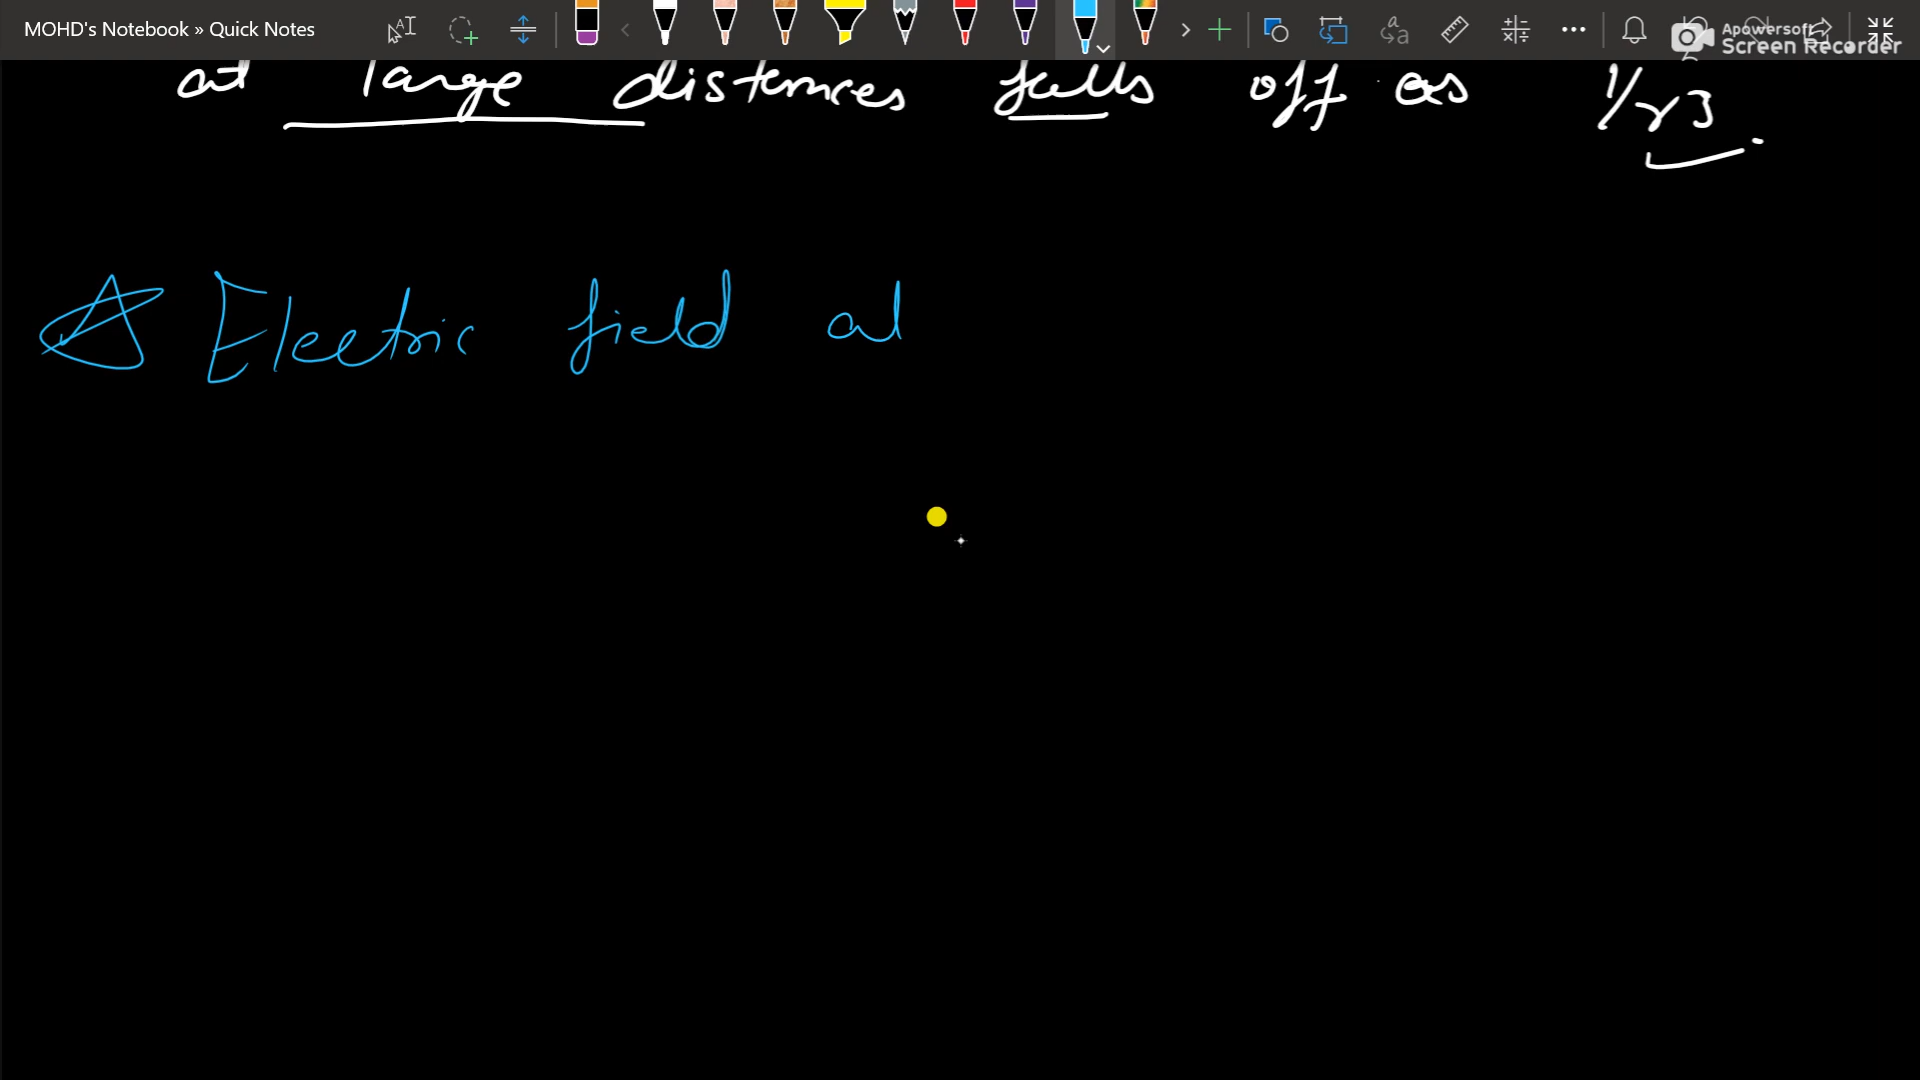 MOHD's Notebook » Quick Notes
Apowersoft
Screen Recorder
at large distances falls off as 1/r3.
Electric field at